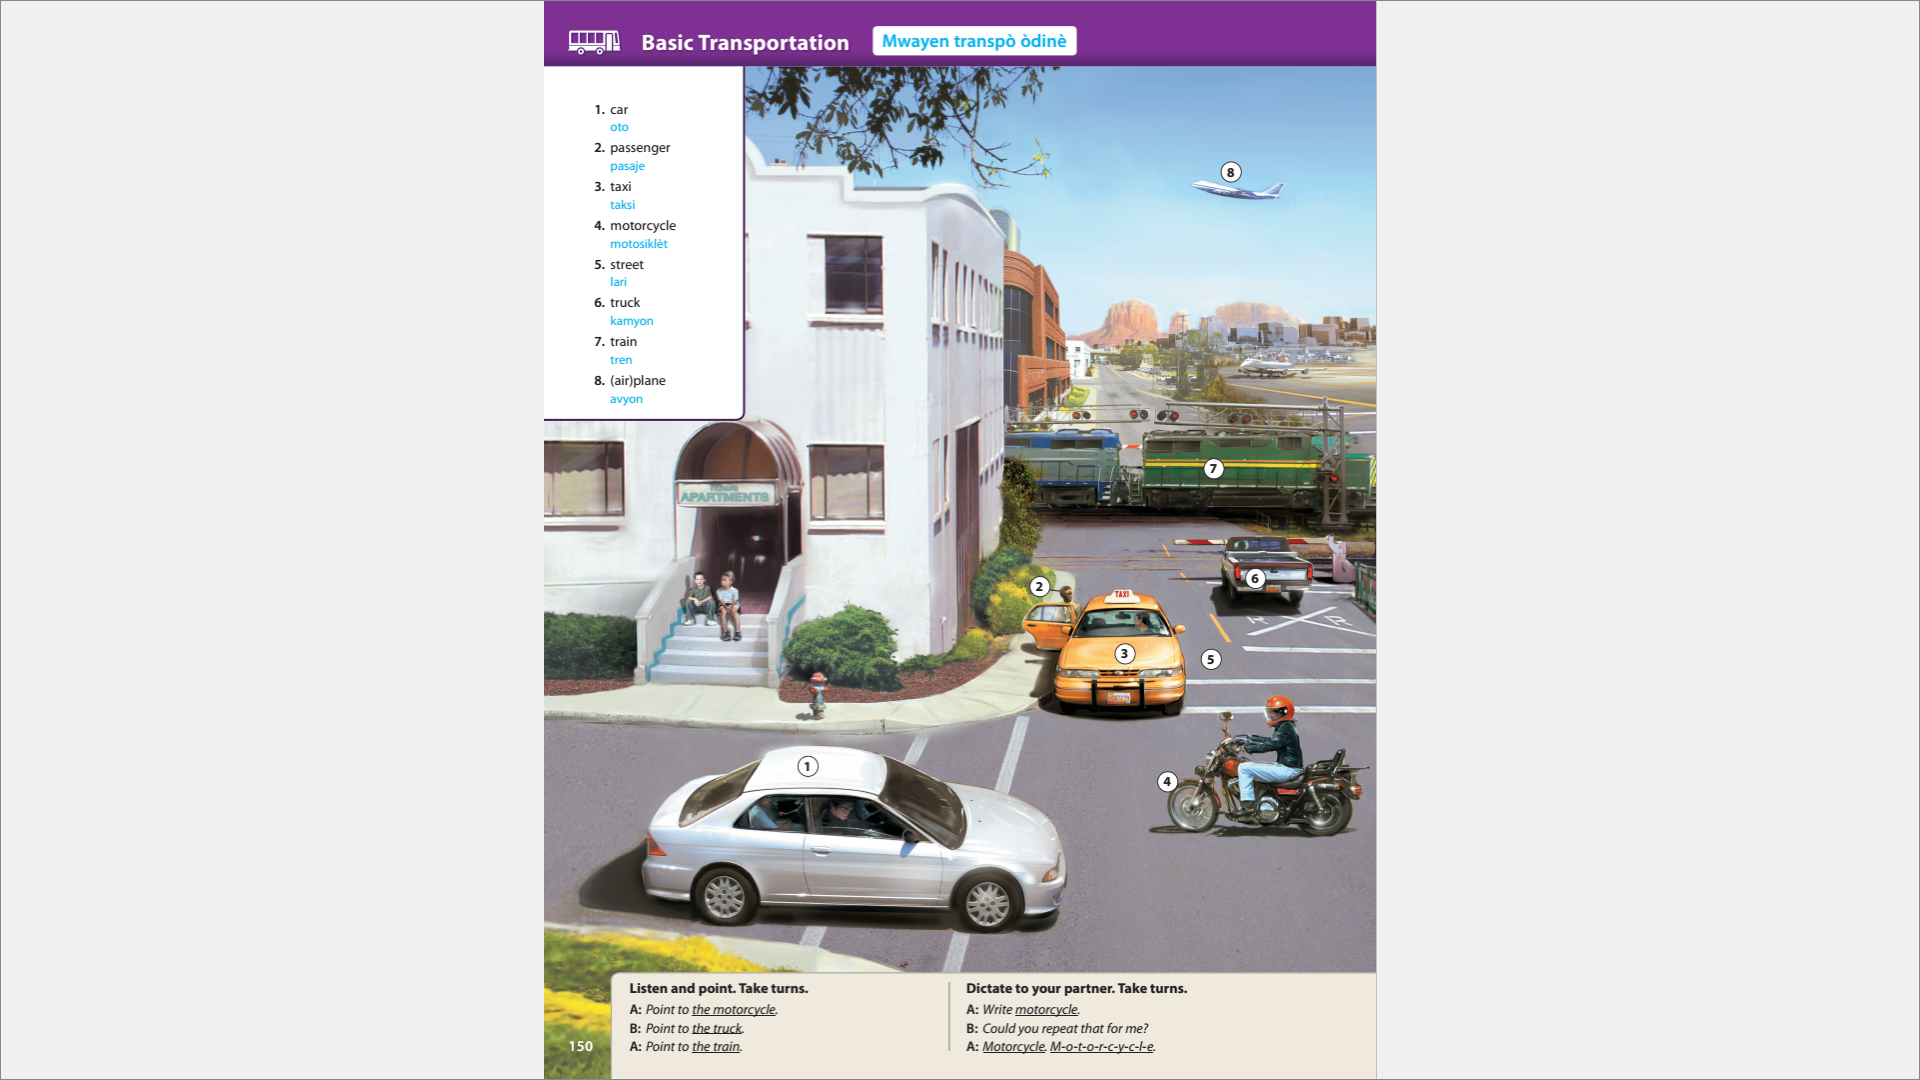 Basic Transportation
Mwayen transpò òdinè
1. car
oto
2. passenger
pasaje
3. taxi
taksi
4. motorcycle
motosiklèt
5. street
lari
6. truck
kamyon
7. train
tren
8. (air)plane
avyon
8
7
APARTMENTS
2
6
TAXI
R R
3
5
1
4
Listen and point. Take turns.
A: Point to the motorcycle.
B: Point to the truck.
A: Point to the train.
Dictate to your partner. Take turns.
A: Write motorcycle.
B: Could you repeat that for me?
A: Motorcycle. M-o-t-o-r-c-y-c-l-e.
150